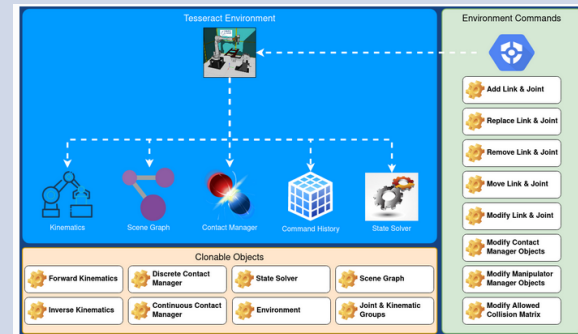 Tesseract Environment
Kinematics
Scene Graph
Contact Manager
Command History
State Solver
Clonable Objects
Forward Kinematics
Discrete Contact
Manager
State Solver
Scene Graph
Inverse Kinematics
Continuous Contact
Manager
Environment
Joint & Kinematic
Groups
Environment Commands
Add Link & Joint
Replace Link & Joint
Remove Link & Joint
Move Link & Joint
Modify Link & Joint
Modify Contact
Manager Objects
Modify Manipulator
Manager Objects
Modify Allowed
Collision Matrix